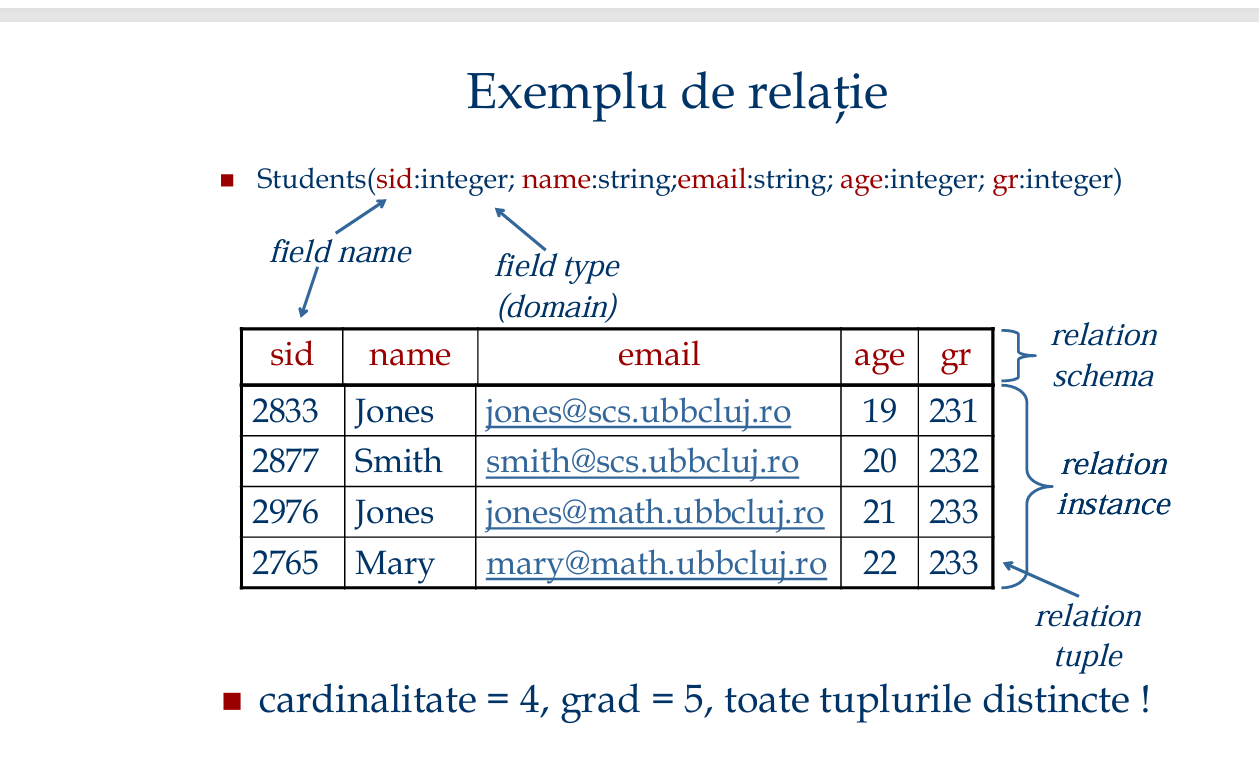 Exemplu de relație
Students(sid:integer; name:string;email:string; age:integer; gr:integer)
field name
field type
(domain)
sid name email age gr
2833 Jones jones@scs.ubbcluj.ro 19 231
2877 Smith smith@scs.ubbcluj.ro 20 232
2976 Jones jones@math.ubbcluj.ro 21 233
2765 Mary mary@math.ubbcluj.ro 22 233
relation
schema
relation
instance
relation
tuple
cardinalitate = 4, grad = 5, toate tuplurile distincte !